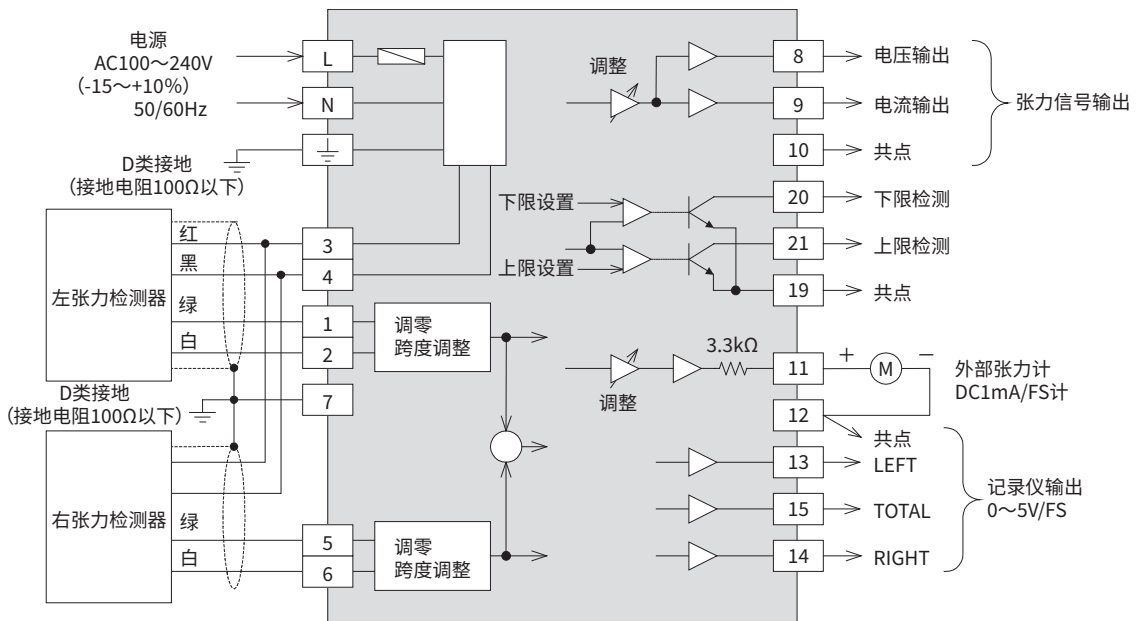 电源
AC100～240V
（-15～+10%）
50/60Hz
L
N
D类接地
（接地电阻100Ω以下）
左张力检测器
红
黑
绿
白
3
4
1
2
7
调零
跨度调整
D类接地
（接地电阻100Ω以下）
右张力检测器
绿
白
5
6
调零
跨度调整
调整
8
电压输出
9
电流输出
10
共点
张力信号输出
下限设置
上限设置
20
下限检测
21
上限检测
19
共点
调整
3.3kΩ
11
+
M
−
外部张力计
DC1mA/FS计
12
共点
13
LEFT
15
TOTAL
14
RIGHT
记录仪输出
0～5V/FS